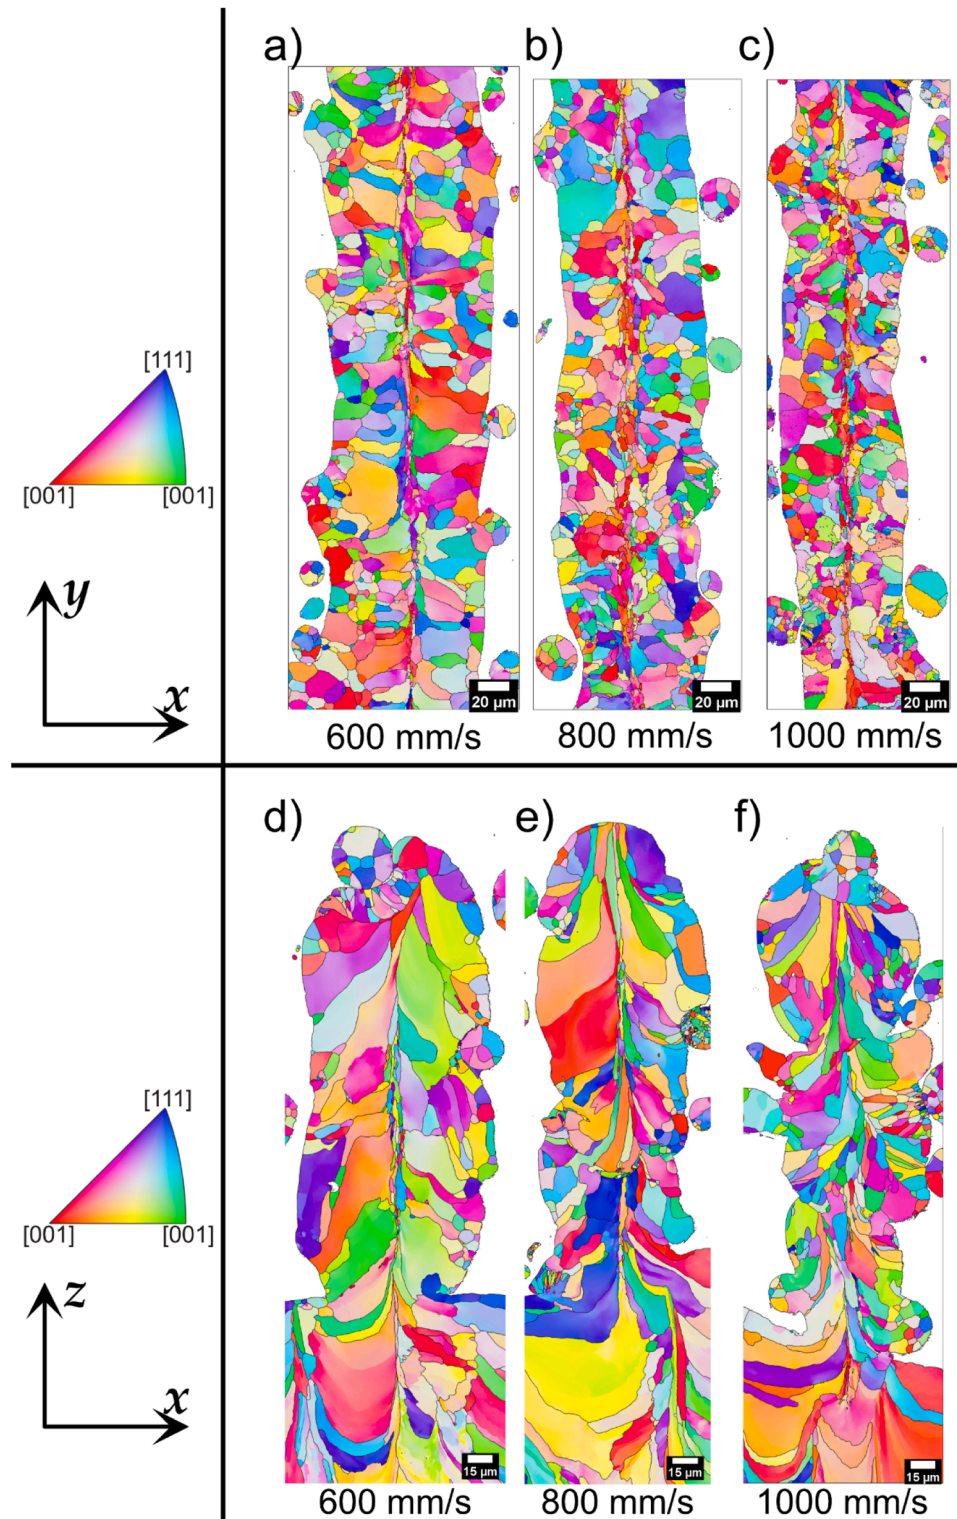 a)
b)
c)
[111]
[001]
[001]
y
x
20 µm
20 µm
20 µm
600 mm/s
800 mm/s
1000 mm/s
d)
e)
f)
[111]
[001]
[001]
z
x
15 µm
15 µm
15 µm
600 mm/s
800 mm/s
1000 mm/s